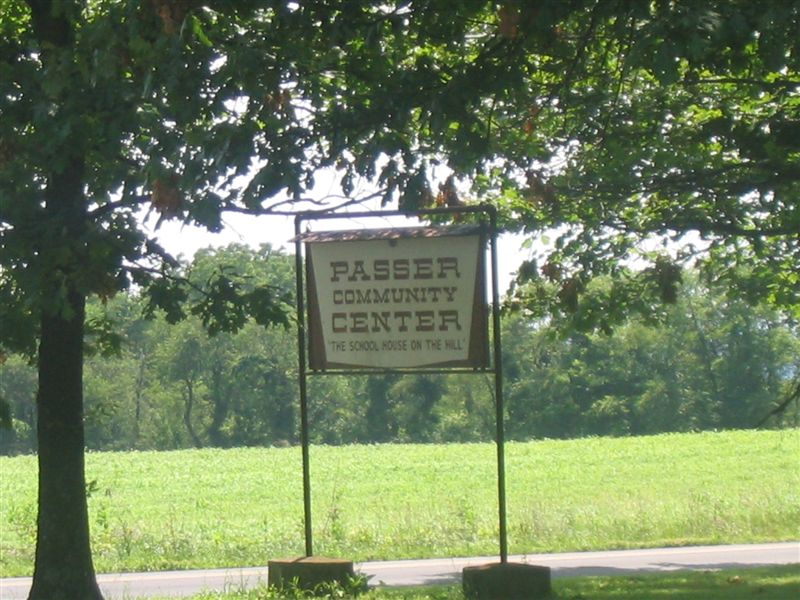 PASSER
COMMUNITY
CENTER
"THE SCHOOL HOUSE ON THE HILL"